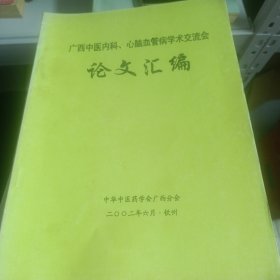 广西中医内科、心脑血管病学术交流会
论文汇编
中华中医药学会广西分会
二〇〇二年六月·钦州